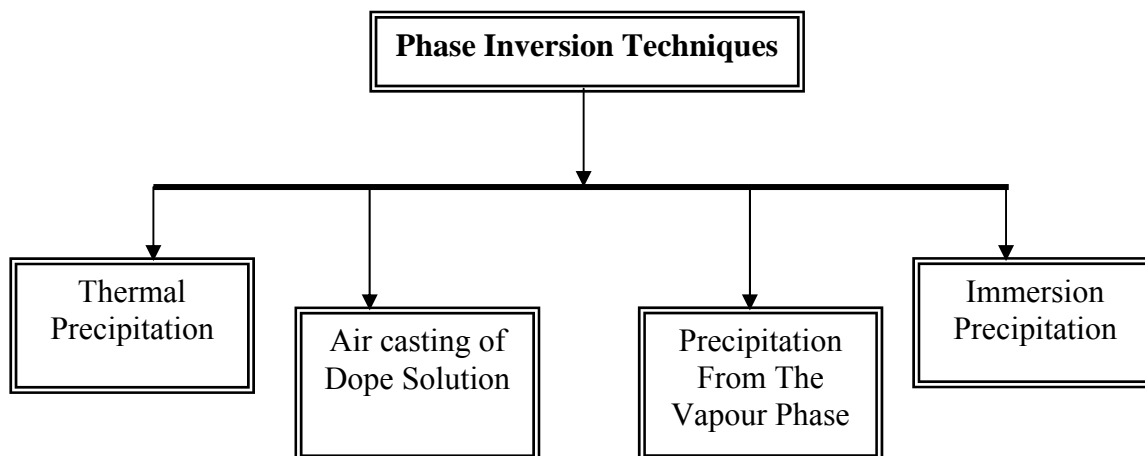 Phase Inversion Techniques
Thermal
Precipitation
Air casting of
Dope Solution
Precipitation
From The
Vapour Phase
Immersion
Precipitation